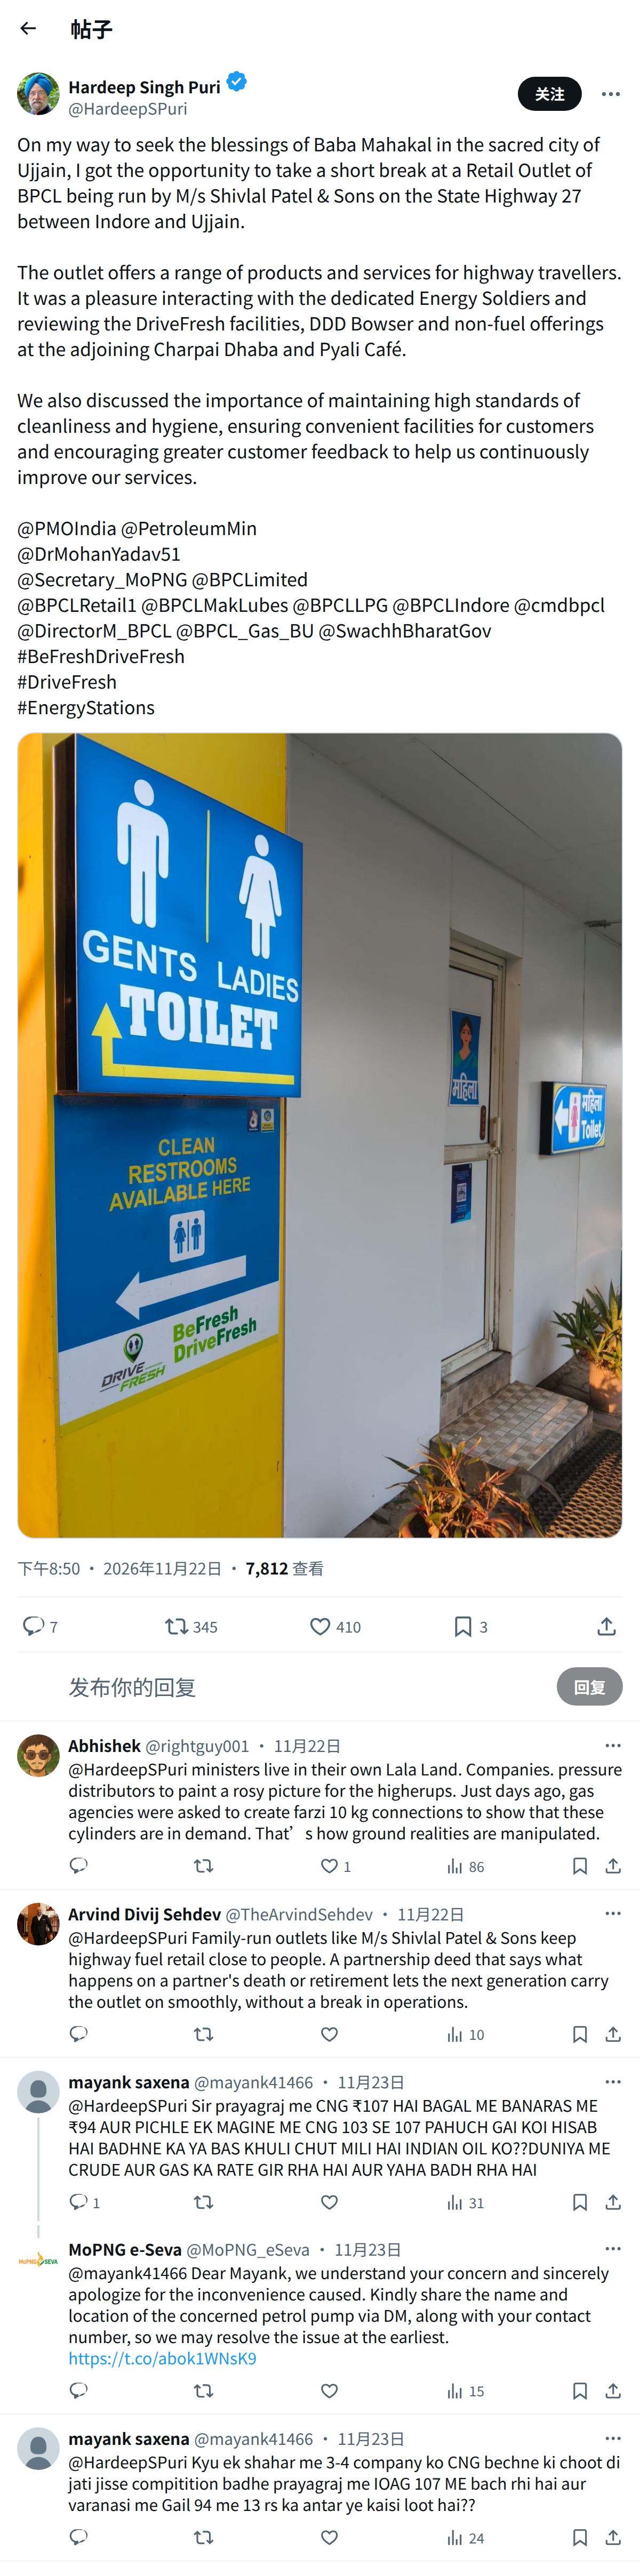 帖子
Hardeep Singh Puri
@HardeepSPuri
关注
On my way to seek the blessings of Baba Mahakal in the sacred city of
Ujjain, I got the opportunity to take a short break at a Retail Outlet of
BPCL being run by M/s Shivlal Patel & Sons on the State Highway 27
between Indore and Ujjain.
The outlet offers a range of products and services for highway travellers.
It was a pleasure interacting with the dedicated Energy Soldiers and
reviewing the DriveFresh facilities, DDD Bowser and non-fuel offerings
at the adjoining Charpai Dhaba and Pyali Café.
We also discussed the importance of maintaining high standards of
cleanliness and hygiene, ensuring convenient facilities for customers
and encouraging greater customer feedback to help us continuously
improve our services.
@PMOIndia @PetroleumMin
@DrMohanYadav51
@Secretary_MoPNG @BPCLimited
@BPCLRetail1 @BPCLMakLubes @BPCLLPG @BPCLIndore @cmdbpcl
@DirectorM_BPCL @BPCL_Gas_BU @SwachhBharatGov
#BeFreshDriveFresh
#DriveFresh
#EnergyStations
GENTS LADIES
TOILET
CLEAN
RESTROOMS
AVAILABLE HERE
DRIVE
FRESH
BeFresh
DriveFresh
महिला
महिला
Toilet
下午8:50 · 2026年11月22日 · 7,812 查看
7 345 410 3
发布你的回复
回复
Abhishek @rightguy001 · 11月22日
@HardeepSPuri ministers live in their own Lala Land. Companies. pressure
distributors to paint a rosy picture for the higherups. Just days ago, gas
agencies were asked to create farzi 10 kg connections to show that these
cylinders are in demand. That’s how ground realities are manipulated.
1 86
Arvind Divij Sehdev @TheArvindSehdev · 11月22日
@HardeepSPuri Family-run outlets like M/s Shivlal Patel & Sons keep
highway fuel retail close to people. A partnership deed that says what
happens on a partner's death or retirement lets the next generation carry
the outlet on smoothly, without a break in operations.
10
mayank saxena @mayank41466 · 11月23日
@HardeepSPuri Sir prayagraj me CNG ₹107 HAI BAGAL ME BANARAS ME
₹94 AUR PICHLE EK MAGINE ME CNG 103 SE 107 PAHUCH GAI KOI HISAB
HAI BADHNE KA YA BAS KHULI CHUT MILI HAI INDIAN OIL KO??DUNIYA ME
CRUDE AUR GAS KA RATE GIR RHA HAI AUR YAHA BADH RHA HAI
1 31
MoPNG SEVA
MoPNG e-Seva @MoPNG_eSeva · 11月23日
@mayank41466 Dear Mayank, we understand your concern and sincerely
apologize for the inconvenience caused. Kindly share the name and
location of the concerned petrol pump via DM, along with your contact
number, so we may resolve the issue at the earliest.
https://t.co/abok1WNsK9
15
mayank saxena @mayank41466 · 11月23日
@HardeepSPuri Kyu ek shahar me 3-4 company ko CNG bechne ki choot di
jati jisse compitition badhe prayagraj me IOAG 107 ME bach rhi hai aur
varanasi me Gail 94 me 13 rs ka antar ye kaisi loot hai??
24